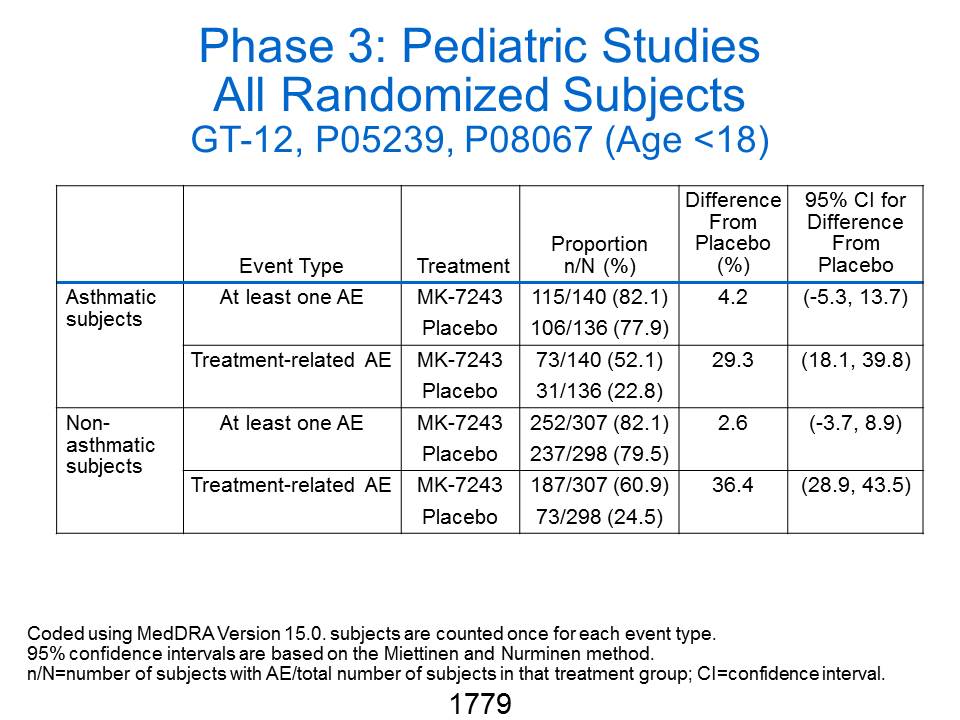 Phase 3: Pediatric Studies
All Randomized Subjects
GT-12, P05239, P08067 (Age <18)
Event Type Treatment Proportion n/N (%) Difference From Placebo (%) 95% CI for Difference From Placebo
Asthmatic subjects At least one AE MK-7243 115/140 (82.1) 4.2 (-5.3, 13.7)
Placebo 106/136 (77.9)
Treatment-related AE MK-7243 73/140 (52.1) 29.3 (18.1, 39.8)
Placebo 31/136 (22.8)
Non-asthmatic subjects At least one AE MK-7243 252/307 (82.1) 2.6 (-3.7, 8.9)
Placebo 237/298 (79.5)
Treatment-related AE MK-7243 187/307 (60.9) 36.4 (28.9, 43.5)
Placebo 73/298 (24.5)
Coded using MedDRA Version 15.0. subjects are counted once for each event type.
95% confidence intervals are based on the Miettinen and Nurminen method.
n/N=number of subjects with AE/total number of subjects in that treatment group; CI=confidence interval.
1779